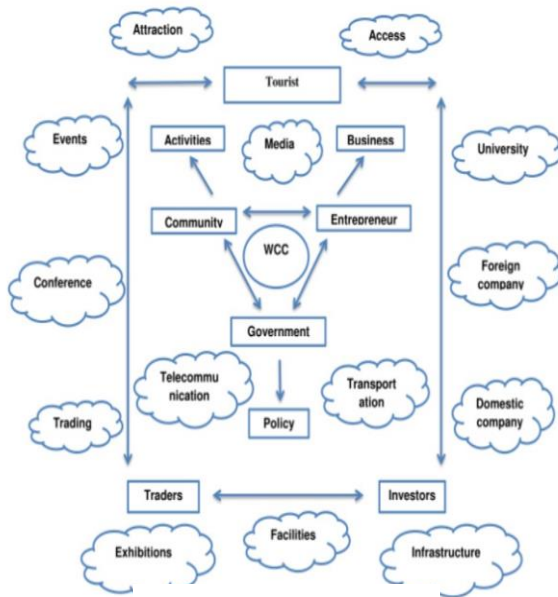 Attraction
Access
Tourist
Events
Activities
Media
Business
University
Community
Entrepreneur
WCC
Conference
Foreign
company
Government
Telecommu
nication
Transport
ation
Domestic
company
Trading
Policy
Traders
Investors
Facilities
Exhibitions
Infrastructure